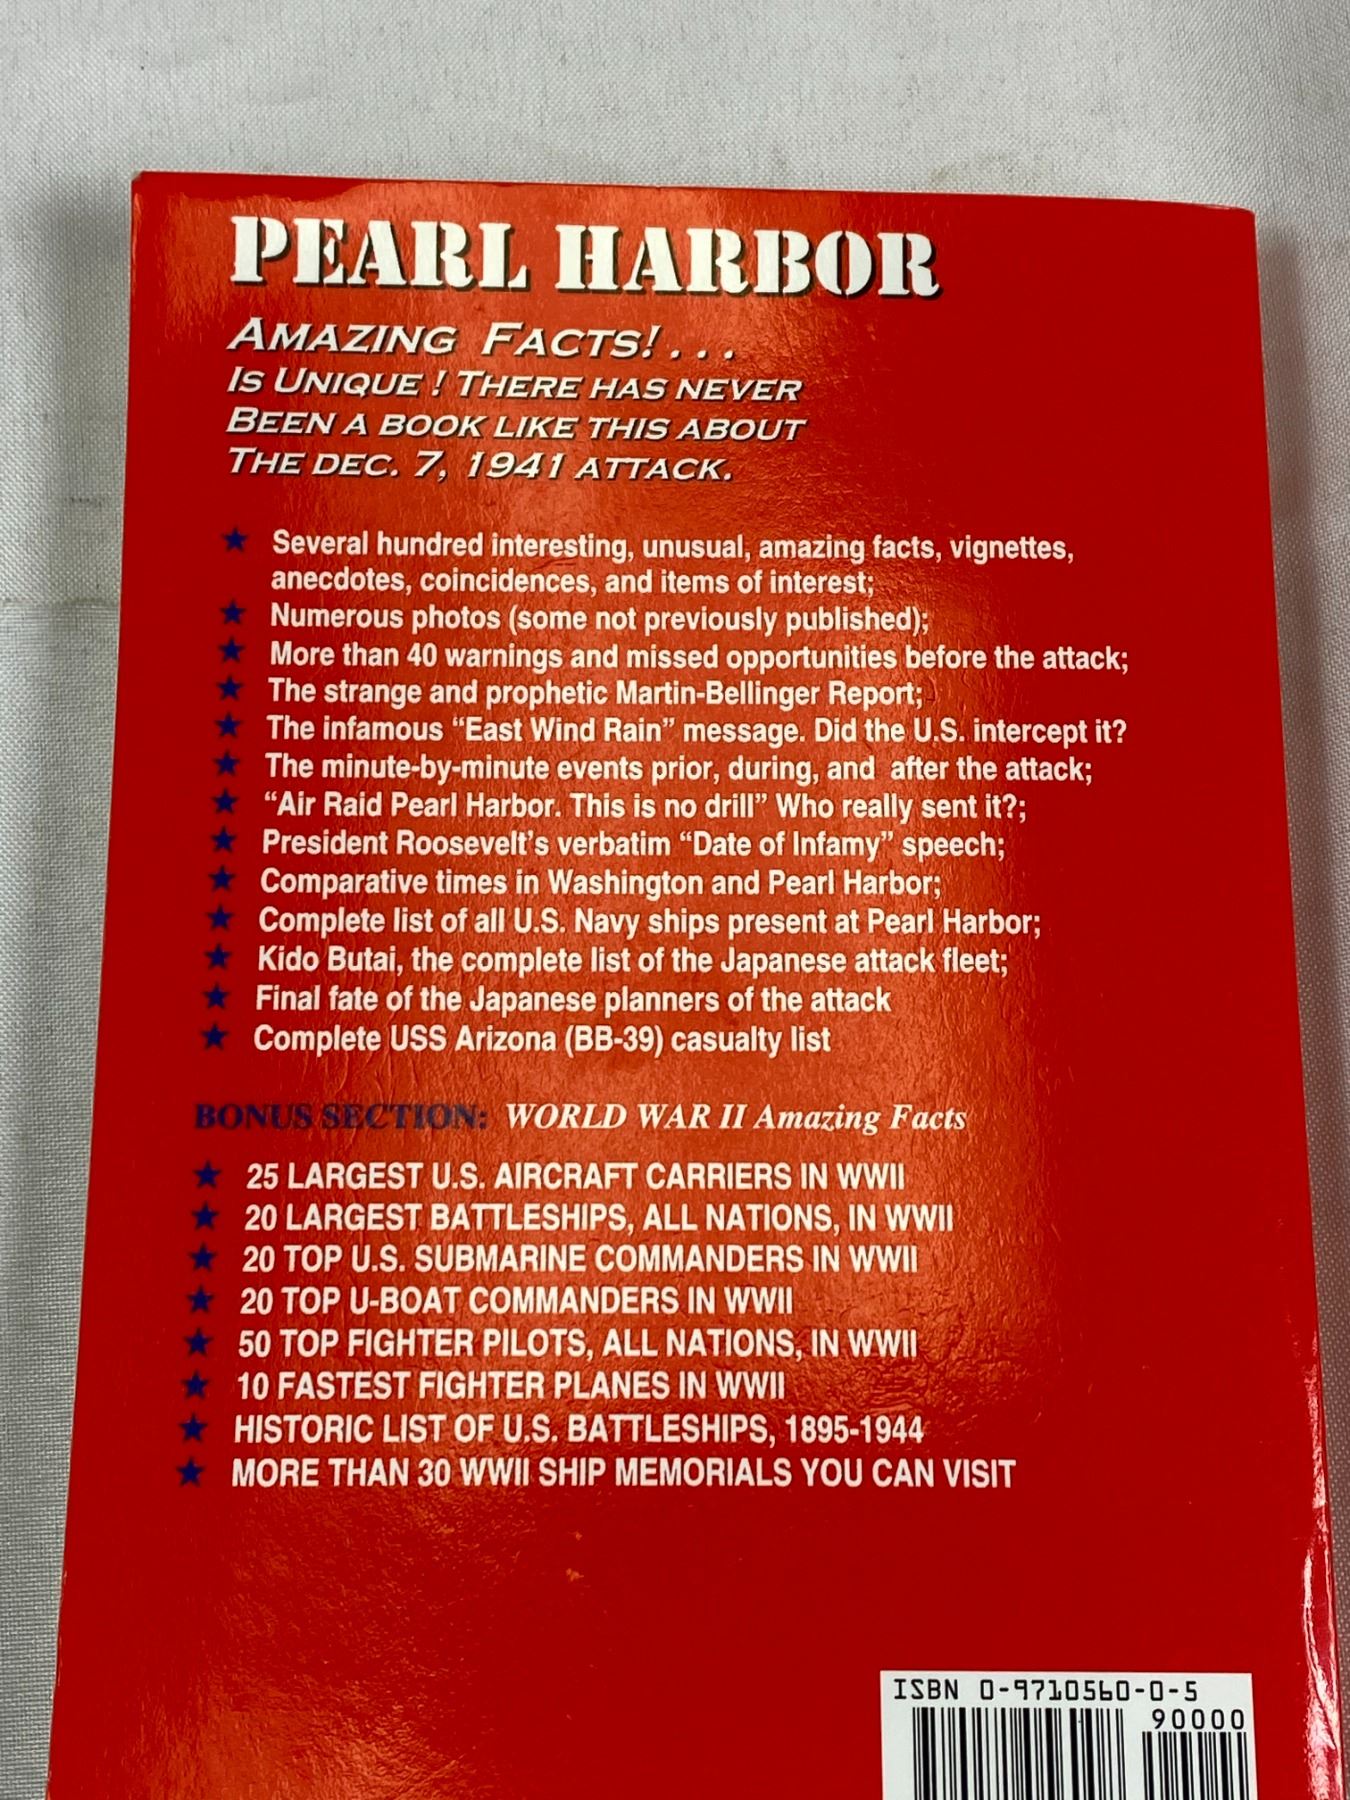 PEARL HARBOR
AMAZING FACTS! . . .
IS UNIQUE ! THERE HAS NEVER
BEEN A BOOK LIKE THIS ABOUT
THE DEC. 7, 1941 ATTACK.
★ Several hundred interesting, unusual, amazing facts, vignettes,
anecdotes, coincidences, and items of interest;
★ Numerous photos (some not previously published);
★ More than 40 warnings and missed opportunities before the attack;
★ The strange and prophetic Martin-Bellinger Report;
★ The infamous “East Wind Rain” message. Did the U.S. intercept it?
★ The minute-by-minute events prior, during, and after the attack;
★ “Air Raid Pearl Harbor. This is no drill” Who really sent it?;
★ President Roosevelt's verbatim “Date of Infamy” speech;
★ Comparative times in Washington and Pearl Harbor;
★ Complete list of all U.S. Navy ships present at Pearl Harbor;
★ Kido Butai, the complete list of the Japanese attack fleet;
★ Final fate of the Japanese planners of the attack
★ Complete USS Arizona (BB-39) casualty list
BONUS SECTION: WORLD WAR II Amazing Facts
★ 25 LARGEST U.S. AIRCRAFT CARRIERS IN WWII
★ 20 LARGEST BATTLESHIPS, ALL NATIONS, IN WWII
★ 20 TOP U.S. SUBMARINE COMMANDERS IN WWII
★ 20 TOP U-BOAT COMMANDERS IN WWII
★ 50 TOP FIGHTER PILOTS, ALL NATIONS, IN WWII
★ 10 FASTEST FIGHTER PLANES IN WWII
★ HISTORIC LIST OF U.S. BATTLESHIPS, 1895-1944
★ MORE THAN 30 WWII SHIP MEMORIALS YOU CAN VISIT
ISBN 0-9710560-0-5
90000